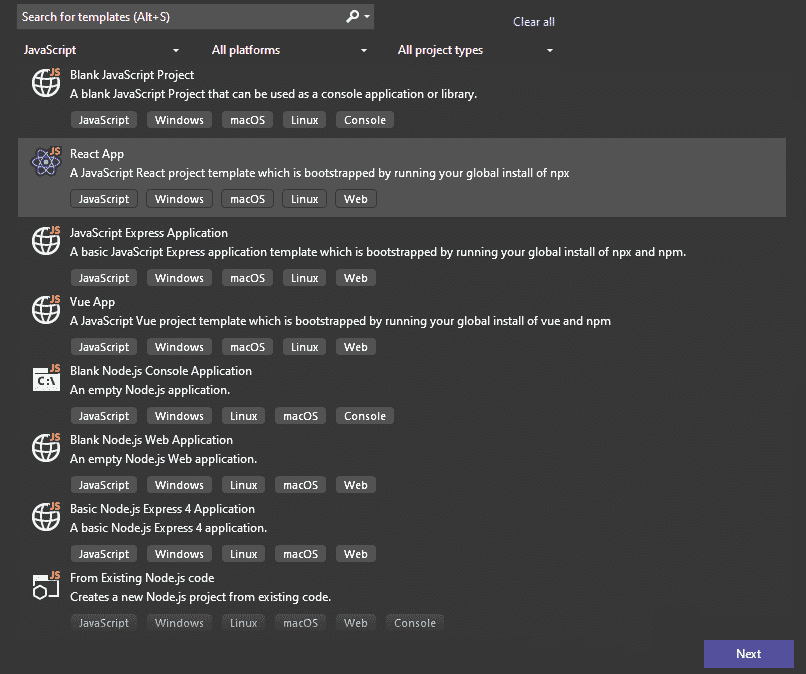 Search for templates (Alt+S)
Clear all
JavaScript All platforms All project types
JS
Blank JavaScript Project
A blank JavaScript Project that can be used as a console application or library.
JavaScript Windows macOS Linux Console
JS
React App
A JavaScript React project template which is bootstrapped by running your global install of npx
JavaScript Windows macOS Linux Web
JS
JavaScript Express Application
A basic JavaScript Express application template which is bootstrapped by running your global install of npx and npm.
JavaScript Windows macOS Linux Web
JS
Vue App
A JavaScript Vue project template which is bootstrapped by running your global install of vue and npm
JavaScript Windows macOS Linux Web
JS
C:\
Blank Node.js Console Application
An empty Node.js application.
JavaScript Windows Linux macOS Console
JS
Blank Node.js Web Application
An empty Node.js Web application.
JavaScript Windows Linux macOS Web
JS
Basic Node.js Express 4 Application
A basic Node.js Express 4 application.
JavaScript Windows Linux macOS Web
JS
From Existing Node.js code
Creates a new Node.js project from existing code.
JavaScript Windows Linux macOS Web Console
Next